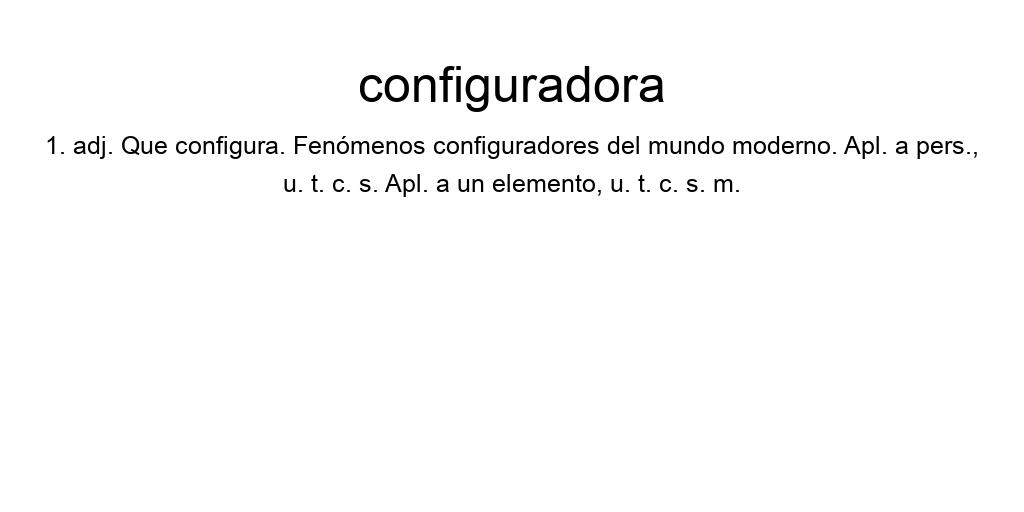 configuradora
1. adj. Que configura. Fenómenos configuradores del mundo moderno. Apl. a pers.,
u. t. c. s. Apl. a un elemento, u. t. c. s. m.